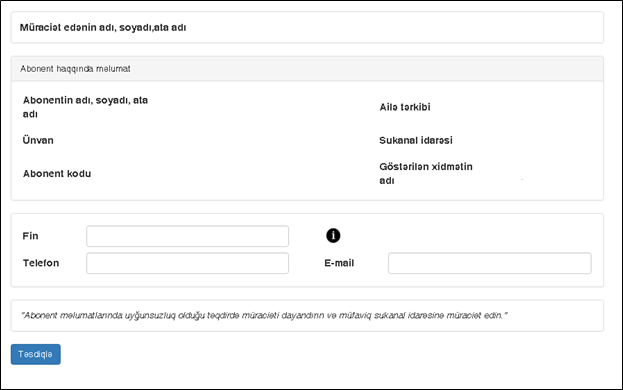 Müraciət edənin adı, soyadı,ata adı
Abonent haqqında məlumat
Abonentin adı, soyadı, ata
adı
Ailə tərkibi
Ünvan
Sukanal idarəsi
Abonent kodu
Göstərilən xidmətin
adı
Fin
Telefon
E-mail
"Abonent məlumatlarında uyğunsuzluq olduğu təqdirdə müraciəti dayandırın və müfaviq sukanal idarəsinə müraciət edin."
Təsdiqlə